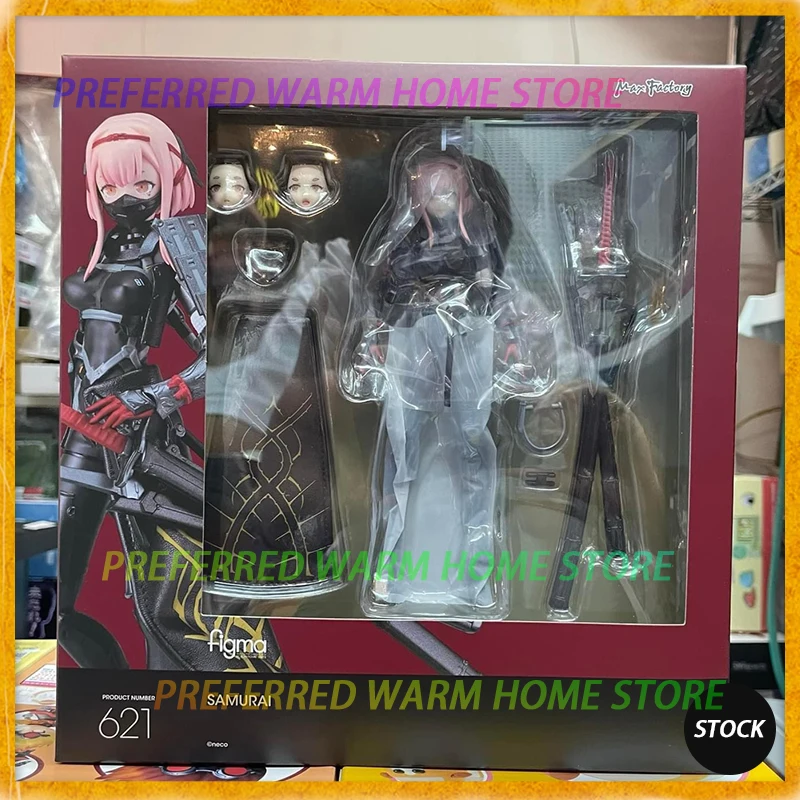 PREFERRED WARM HOME STORE
Max Factory
PREFERRED WARM HOME STORE
figma
PREFERRED WARM HOME STORE
PRODUCT NUMBER
621
SAMURAI
©neco
STOCK